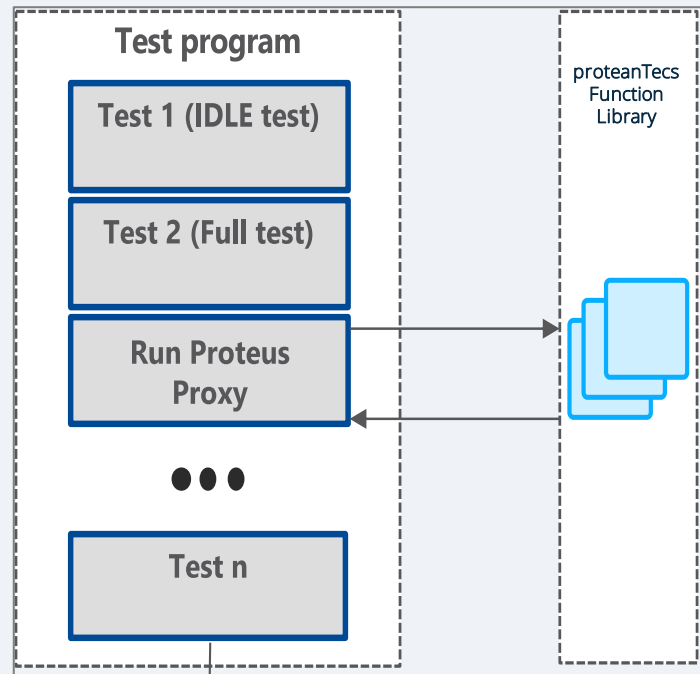 Test program
Test 1 (IDLE test)
Test 2 (Full test)
Run Proteus
Proxy
Test n
proteanTecs
Function
Library